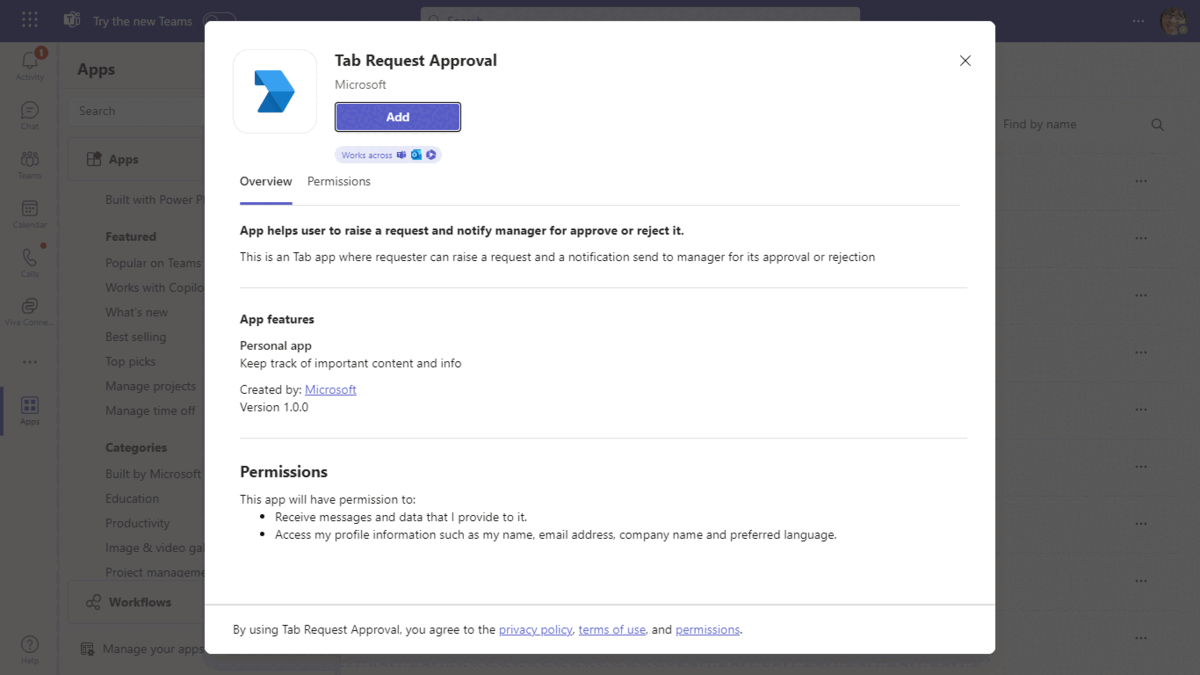 Try the new Teams
Search
1
Activity
Chat
Teams
Calendar
Calls
Viva Conne...
Apps
Help
Apps
Search
Apps
Built with Power Pl
Featured
Popular on Teams
Works with Copilo
What's new
Best selling
Top picks
Manage projects
Manage time off
Categories
Built by Microsoft
Education
Productivity
Image & video gal
Project manageme
Workflows
Manage your apps
Find by name
Tab Request Approval
Microsoft
Add
Works across
Overview Permissions
App helps user to raise a request and notify manager for approve or reject it.
This is an Tab app where requester can raise a request and a notification send to manager for its approval or rejection
App features
Personal app
Keep track of important content and info
Created by: Microsoft
Version 1.0.0
Permissions
This app will have permission to:
• Receive messages and data that I provide to it.
• Access my profile information such as my name, email address, company name and preferred language.
By using Tab Request Approval, you agree to the privacy policy, terms of use, and permissions.